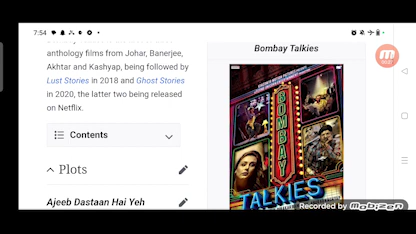 7:54
Bombay Talkies
anthology films from Johar, Banerjee,
Akhtar and Kashyap, being followed by
Lust Stories in 2018 and Ghost Stories
in 2020, the latter two being released
on Netflix.
Contents
Plots
Ajeeb Dastaan Hai Yeh
BOMBAY
TALKIES
Recorded by mobizen